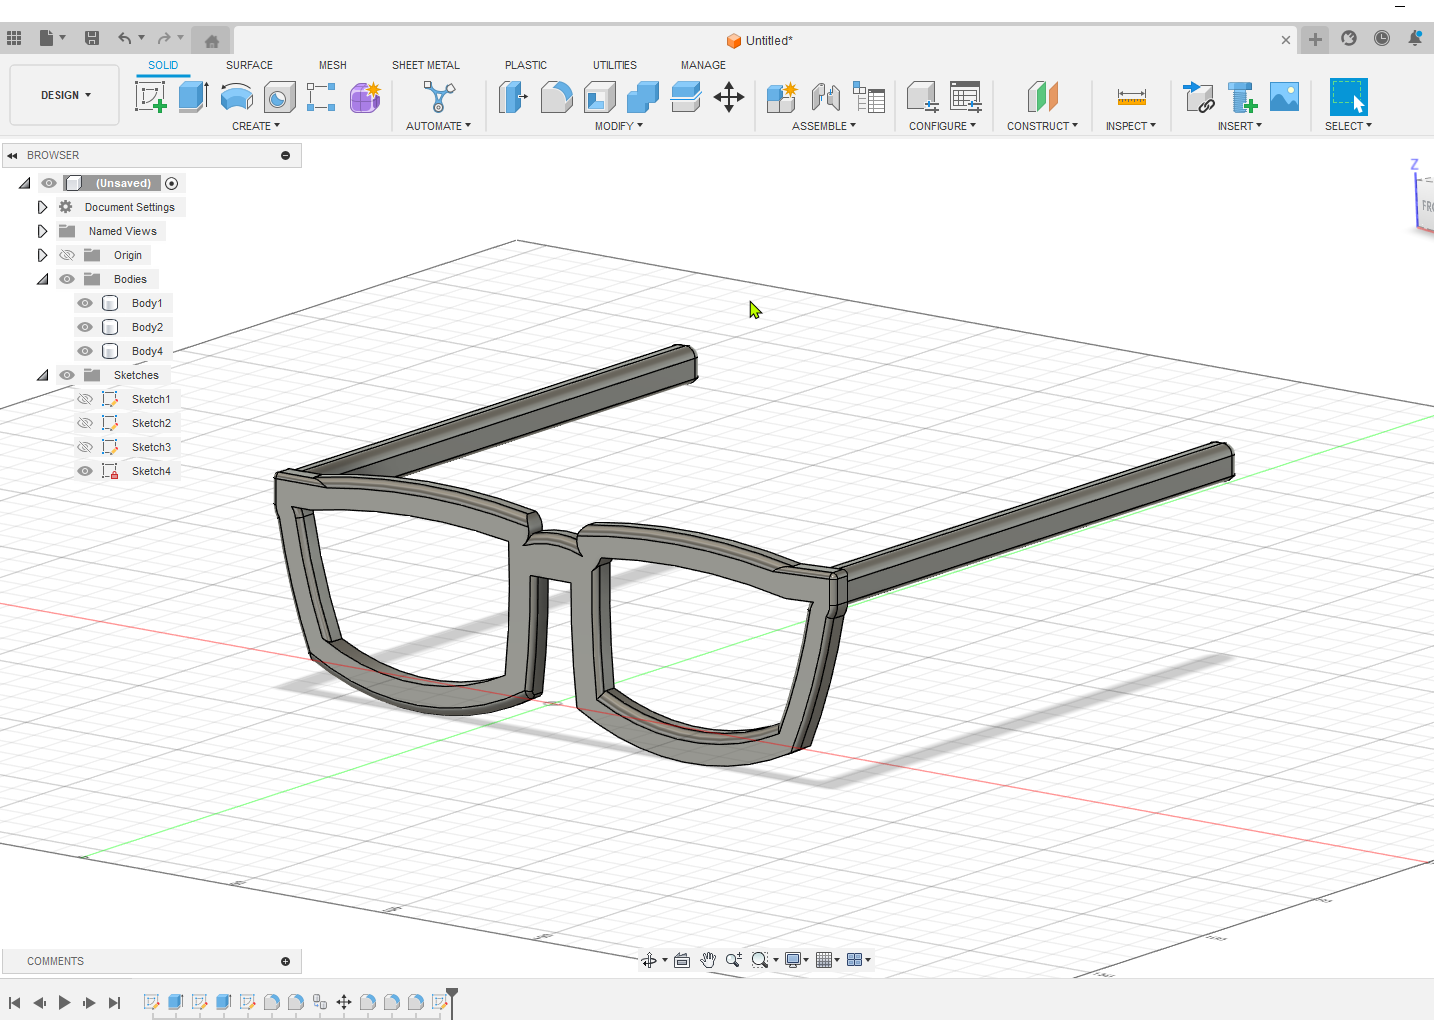 Untitled*
DESIGN
SOLID
SURFACE
MESH
SHEET METAL
PLASTIC
UTILITIES
MANAGE
CREATE
AUTOMATE
MODIFY
ASSEMBLE
CONFIGURE
CONSTRUCT
INSPECT
INSERT
SELECT
BROWSER
(Unsaved)
Document Settings
Named Views
Origin
Bodies
Body1
Body2
Body4
Sketches
Sketch1
Sketch2
Sketch3
Sketch4
Z
COMMENTS